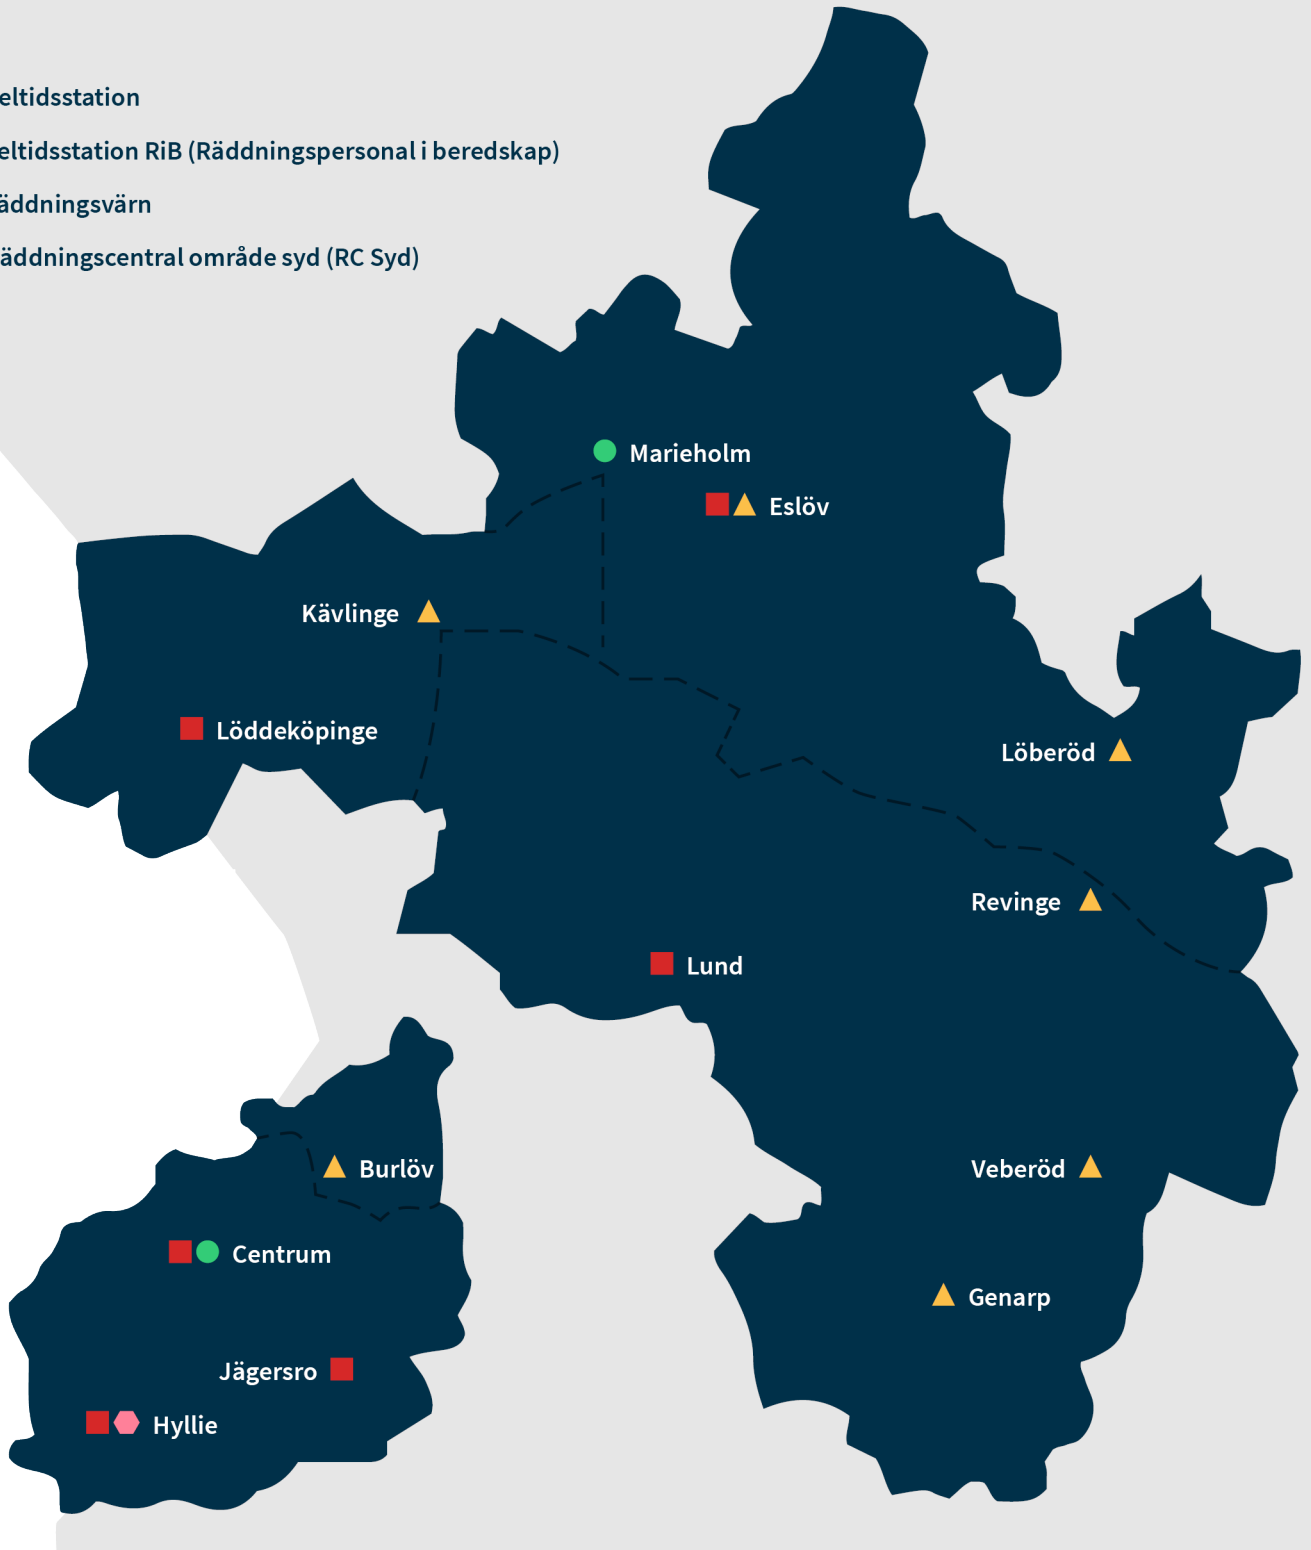 eltidsstation
eltidsstation RiB (Räddningspersonal i beredskap)
äddningsvärn
äddningscentral område syd (RC Syd)
Marieholm
Eslöv
Kävlinge
Löddeköpinge
Löberöd
Revinge
Lund
Burlöv
Veberöd
Centrum
Genarp
Jägersro
Hyllie